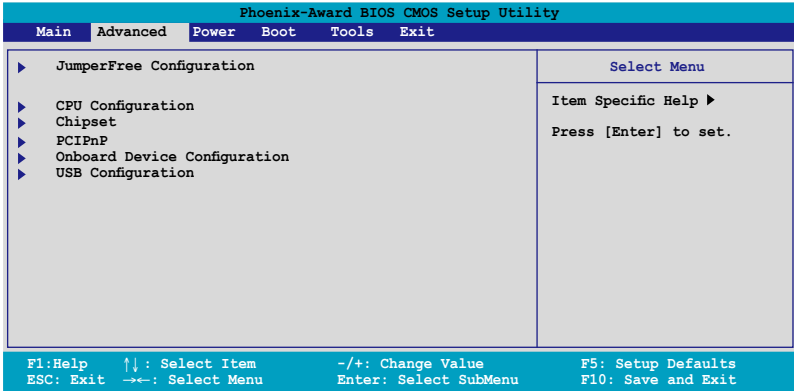 Phoenix-Award BIOS CMOS Setup Utility
Main Advanced Power Boot Tools Exit
JumperFree Configuration
CPU Configuration
Chipset
PCIPnP
Onboard Device Configuration
USB Configuration
Select Menu
Item Specific Help ▶
Press [Enter] to set.
F1:Help ↑↓: Select Item -/+: Change Value F5: Setup Defaults
ESC: Exit →←: Select Menu Enter: Select SubMenu F10: Save and Exit